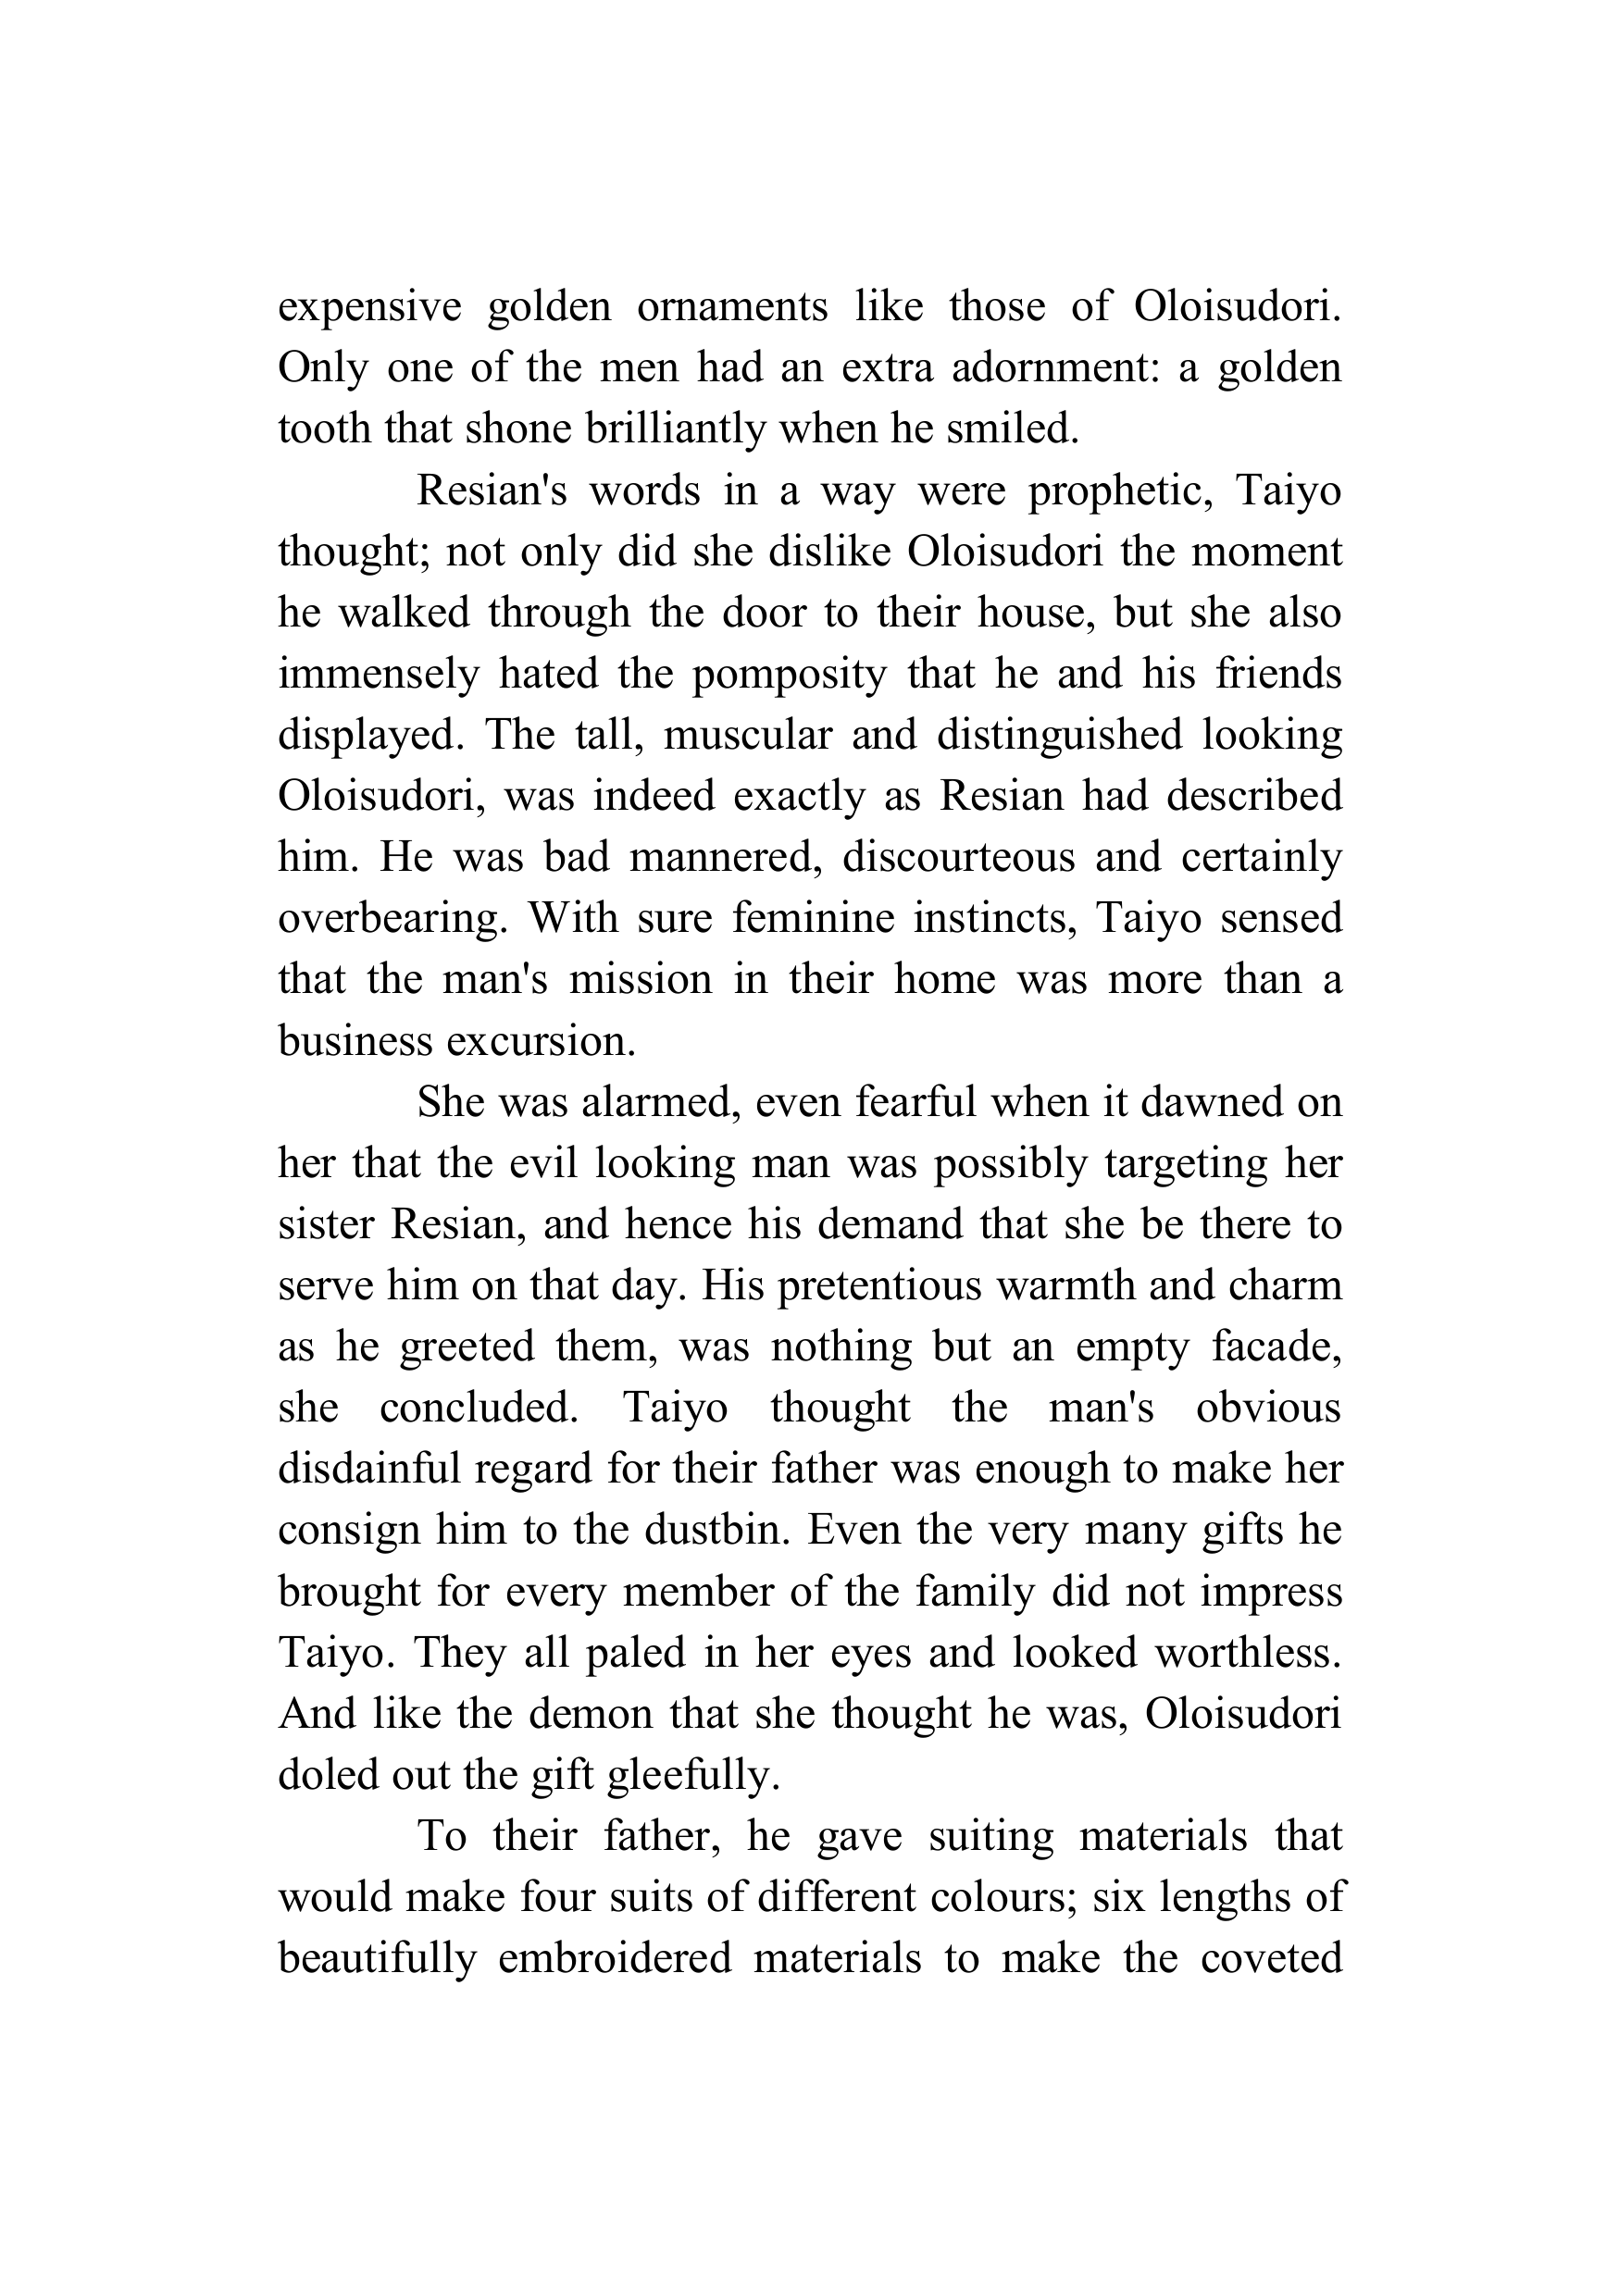 expensive golden ornaments like those of Oloisudori.
Only one of the men had an extra adornment: a golden
tooth that shone brilliantly when he smiled.
Resian's words in a way were prophetic, Taiyo
thought; not only did she dislike Oloisudori the moment
he walked through the door to their house, but she also
immensely hated the pomposity that he and his friends
displayed. The tall, muscular and distinguished looking
Oloisudori, was indeed exactly as Resian had described
him. He was bad mannered, discourteous and certainly
overbearing. With sure feminine instincts, Taiyo sensed
that the man's mission in their home was more than a
business excursion.
She was alarmed, even fearful when it dawned on
her that the evil looking man was possibly targeting her
sister Resian, and hence his demand that she be there to
serve him on that day. His pretentious warmth and charm
as he greeted them, was nothing but an empty facade,
she concluded. Taiyo thought the man's obvious
disdainful regard for their father was enough to make her
consign him to the dustbin. Even the very many gifts he
brought for every member of the family did not impress
Taiyo. They all paled in her eyes and looked worthless.
And like the demon that she thought he was, Oloisudori
doled out the gift gleefully.
To their father, he gave suiting materials that
would make four suits of different colours; six lengths of
beautifully embroidered materials to make the coveted